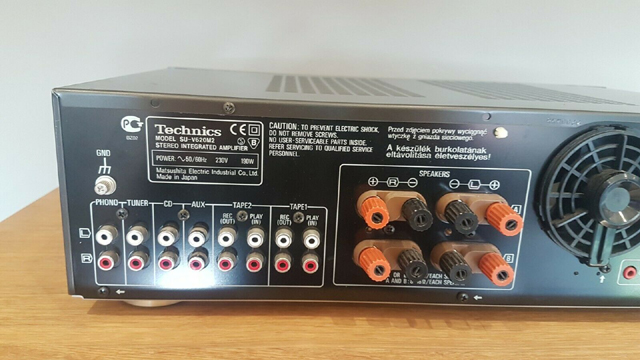 Technics
MODEL SU-V620M2
STEREO INTEGRATED AMPLIFIER
POWER: ~50/60Hz 230V 190W
Matsushita Electric Industrial Co., Ltd.
Made in Japan
CAUTION: TO PREVENT ELECTRIC SHOCK,
DO NOT REMOVE SCREWS.
NO USER-SERVICEABLE PARTS INSIDE.
REFER SERVICING TO QUALIFIED SERVICE
PERSONNEL.
Przed zdjęciem pokrywy wyciągnęć
wtyczkę z gniazda sieciowego.
A készülék burkolatának
eltávolítása életveszélyes!
GND
PHONO TUNER CD AUX TAPE2 TAPE1
REC (OUT) PLAY (IN) REC (OUT) PLAY (IN)
L
R
SPEAKERS
+ R - - L +
A
B